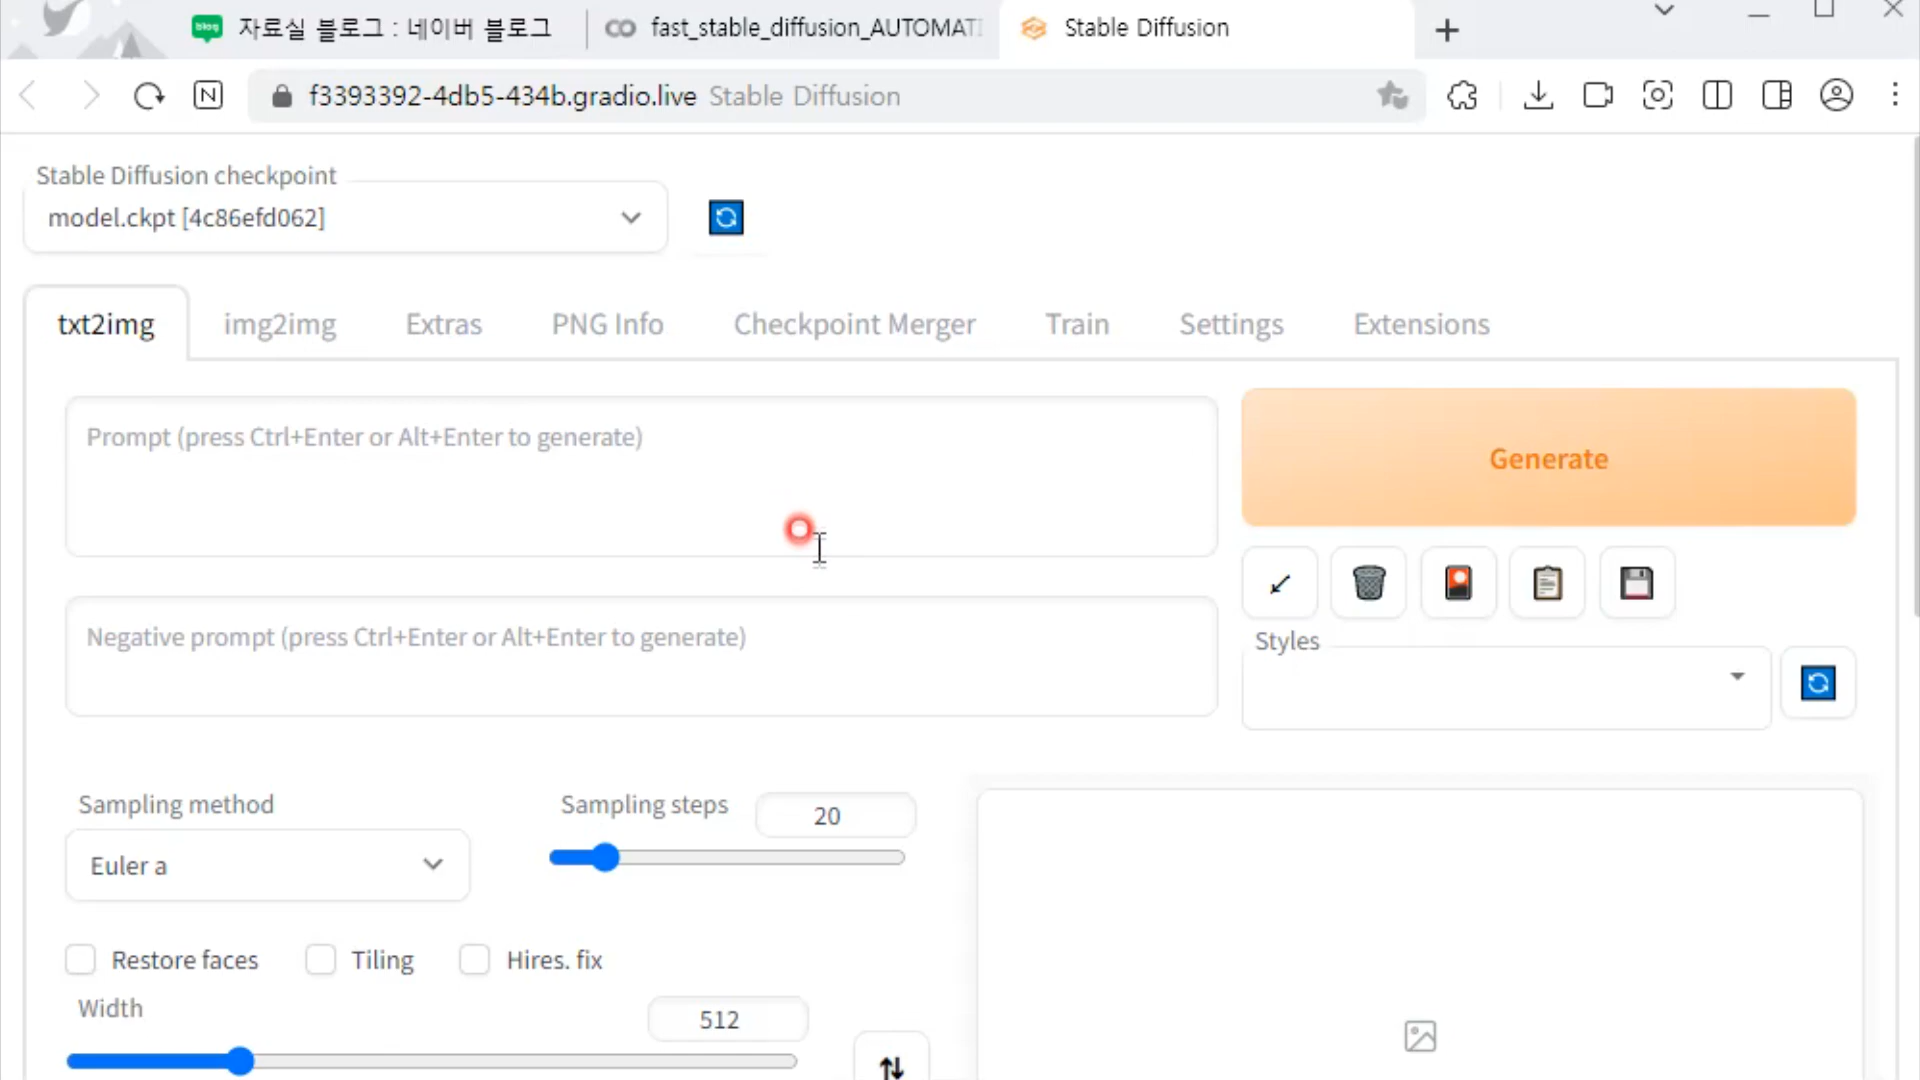 blog
자료실 블로그 : 네이버 블로그
fast_stable_diffusion_AUTOMATI
Stable Diffusion
N
f3393392-4db5-434b.gradio.live Stable Diffusion
Stable Diffusion checkpoint
model.ckpt [4c86efd062]
txt2img
img2img
Extras
PNG Info
Checkpoint Merger
Train
Settings
Extensions
Prompt (press Ctrl+Enter or Alt+Enter to generate)
Generate
Negative prompt (press Ctrl+Enter or Alt+Enter to generate)
Styles
Sampling method
Euler a
Sampling steps
20
Restore faces
Tiling
Hires. fix
Width
512